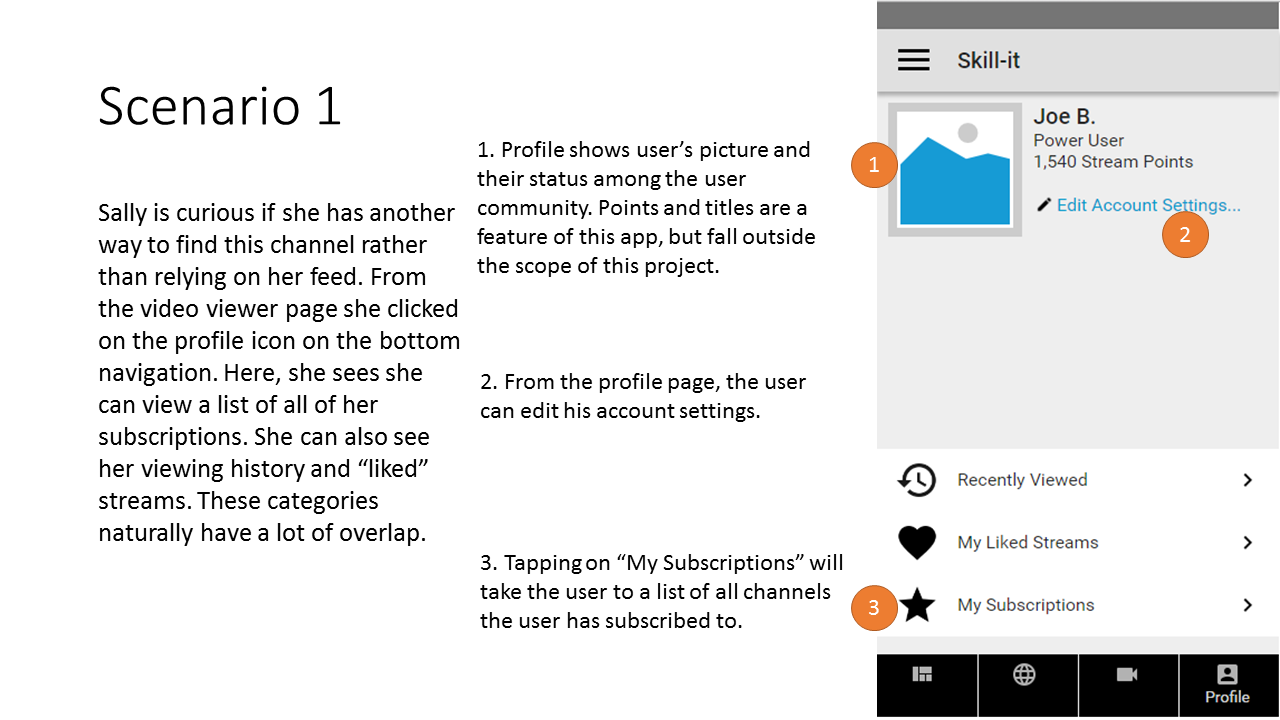 Scenario 1
Sally is curious if she has another
way to find this channel rather
than relying on her feed. From
the video viewer page she clicked
on the profile icon on the bottom
navigation. Here, she sees she
can view a list of all of her
subscriptions. She can also see
her viewing history and “liked”
streams. These categories
naturally have a lot of overlap.
1. Profile shows user’s picture and
their status among the user
community. Points and titles are a
feature of this app, but fall outside
the scope of this project.
2. From the profile page, the user
can edit his account settings.
3. Tapping on “My Subscriptions” will
take the user to a list of all channels
the user has subscribed to.
Skill-it
1
Joe B.
Power User
1,540 Stream Points
Edit Account Settings...
2
Recently Viewed
My Liked Streams
3
My Subscriptions
Profile